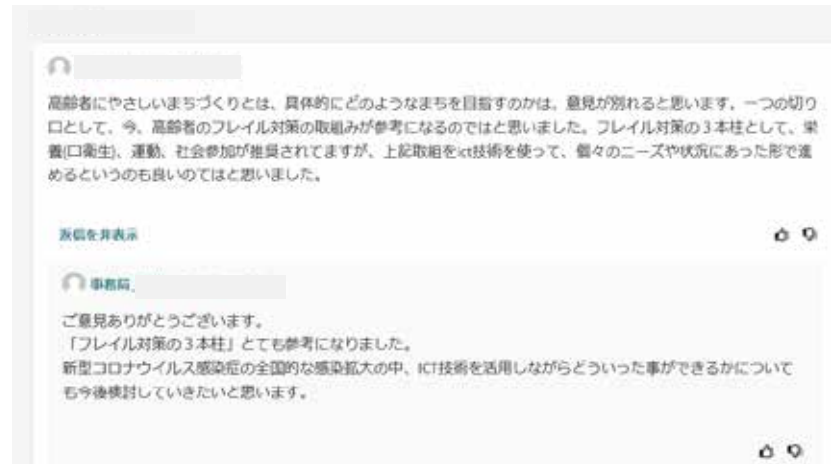 高齢者にやさしいまちづくりとは、具体的にどのようなまちを目指すのかは、意見が別れると思います。一つの切り
口として、今、高齢者のフレイル対策の取組みが参考になるのではと思いました。フレイル対策の3本柱として、栄
養(口衛生)、運動、社会参加が推奨されてますが、上記取組をict技術を使って、個々のニーズや状況にあった形で進
めるというのも良いのではと思いました。
返信を非表示
事務局_
ご意見ありがとうございます。
「フレイル対策の3本柱」とても参考になりました。
新型コロナウイルス感染症の全国的な感染拡大の中、ICT技術を活用しながらどういった事ができるかについて
も今後検討していきたいと思います。